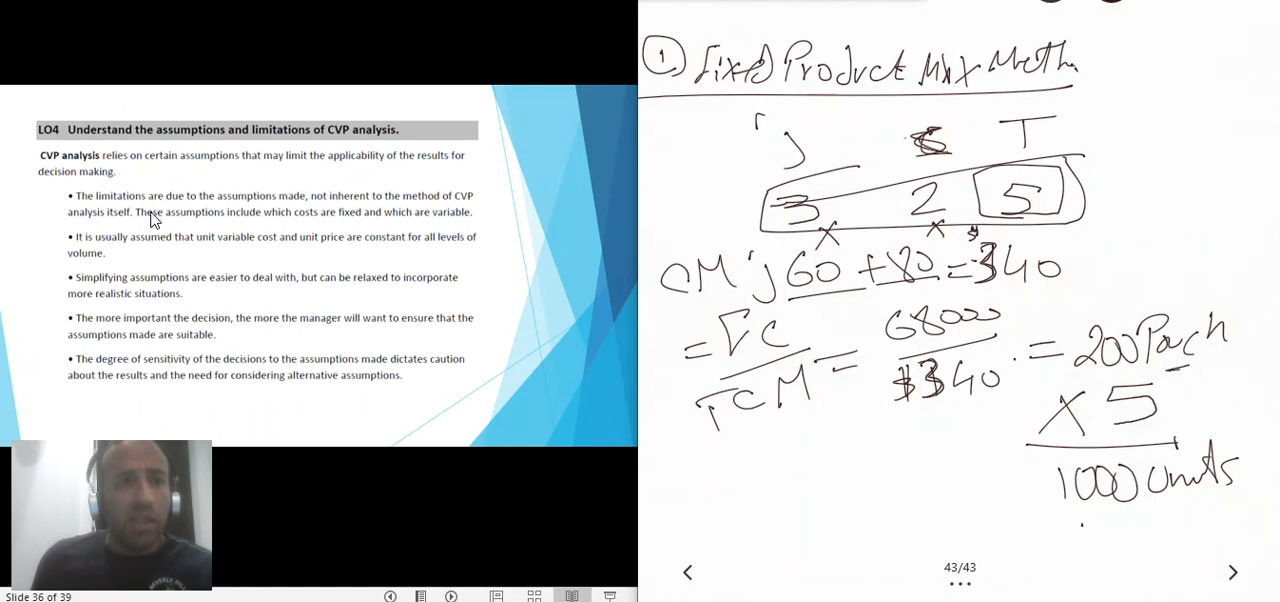 LO4 Understand the assumptions and limitations of CVP analysis.
CVP analysis relies on certain assumptions that may limit the applicability of the results for
decision making.
• The limitations are due to the assumptions made, not inherent to the method of CVP
analysis itself. These assumptions include which costs are fixed and which are variable.
• It is usually assumed that unit variable cost and unit price are constant for all levels of
volume.
• Simplifying assumptions are easier to deal with, but can be relaxed to incorporate
more realistic situations.
• The more important the decision, the more the manager will want to ensure that the
assumptions made are suitable.
• The degree of sensitivity of the decisions to the assumptions made dictates caution
about the results and the need for considering alternative assumptions.
Slide 36 of 39
① Fixed Product Mix Meth
J T
3 2 5
CM J 60 + 80 = 340
= FC / TCM = 68000 / 340 = 200 Pach
X 5
1000 Units
43/43